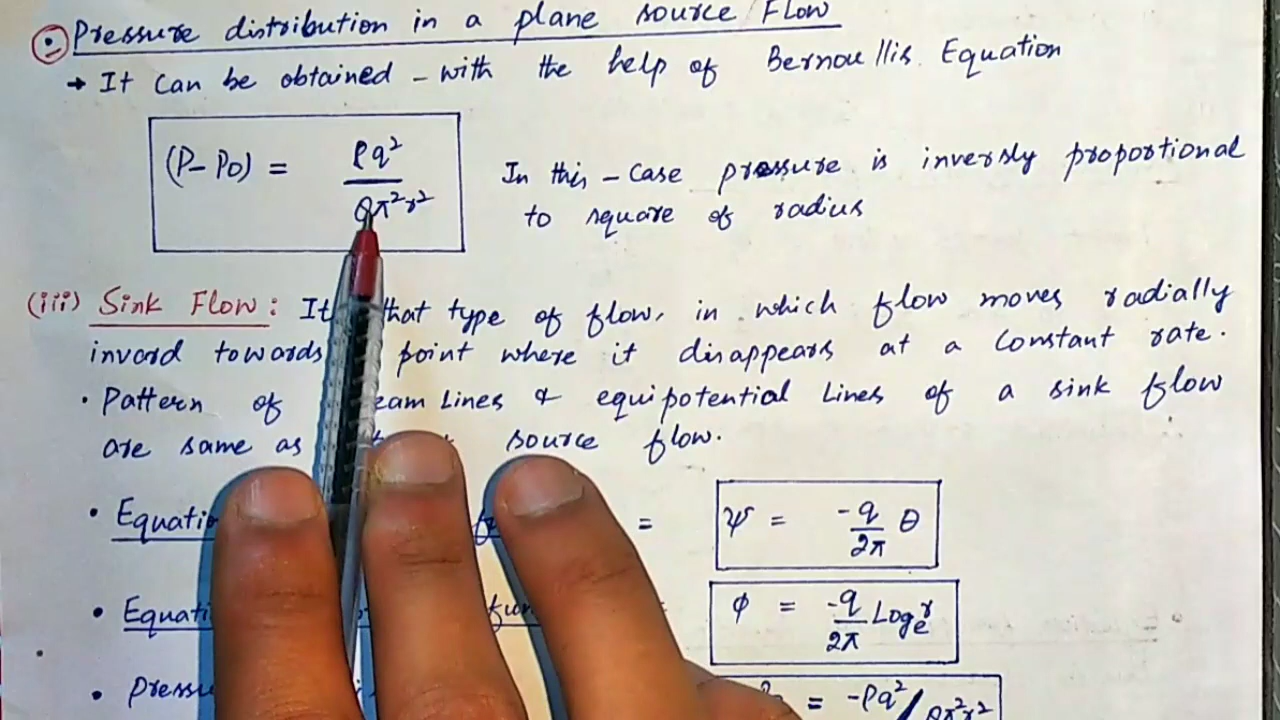 Pressure distribution in a plane source Flow
→ It can be obtained - with the help of Bernoullis Equation
(P- P0) = ρq² / 8π²r²
In this - case pressure is inversly proportional
to square of radius
(iii) Sink Flow: It that type of flow, in which flow moves radially
inword towards point where it disappears at a constant rate.
• Pattern of Lines & equipotential Lines of a sink flow
are same as source flow.
• = ψ = -q/2π θ
• φ = -q/2π Logeʳ
• = -ρq²/8π²r²